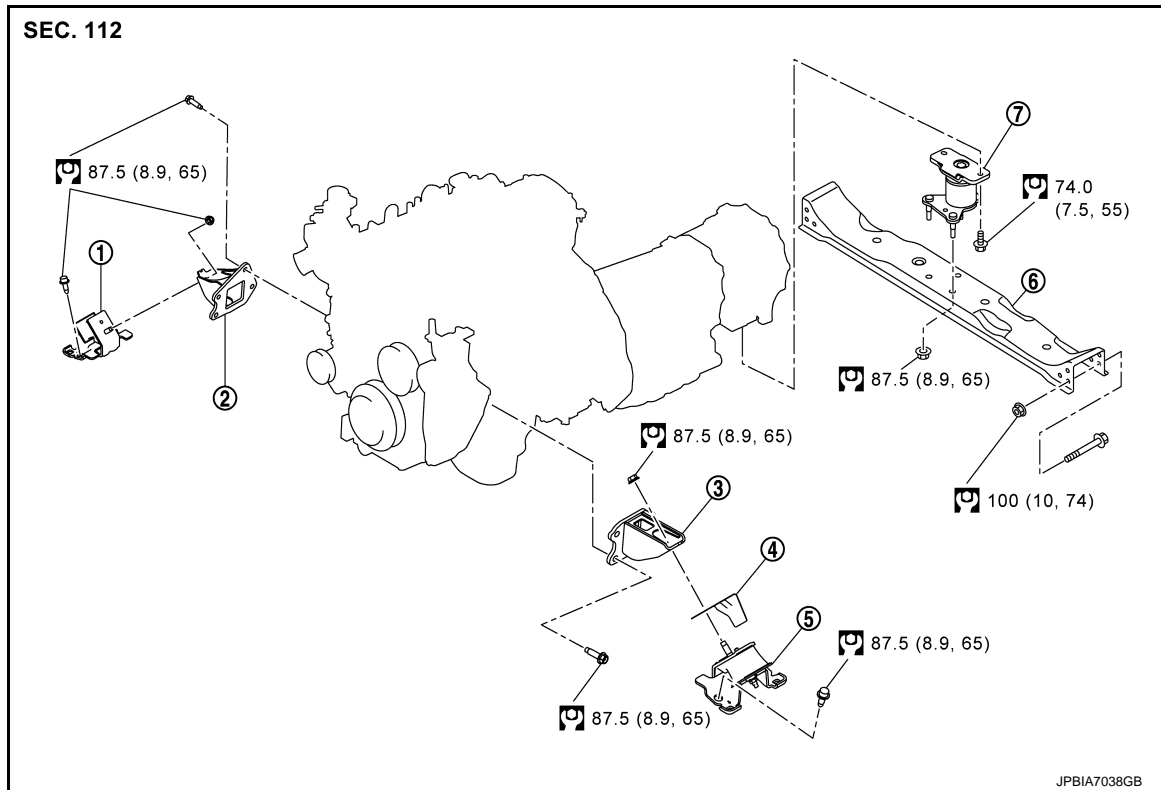 SEC. 112
87.5 (8.9, 65)
1
2
7
74.0
(7.5, 55)
6
87.5 (8.9, 65)
87.5 (8.9, 65)
3
100 (10, 74)
4
5
87.5 (8.9, 65)
87.5 (8.9, 65)
JPBIA7038GB